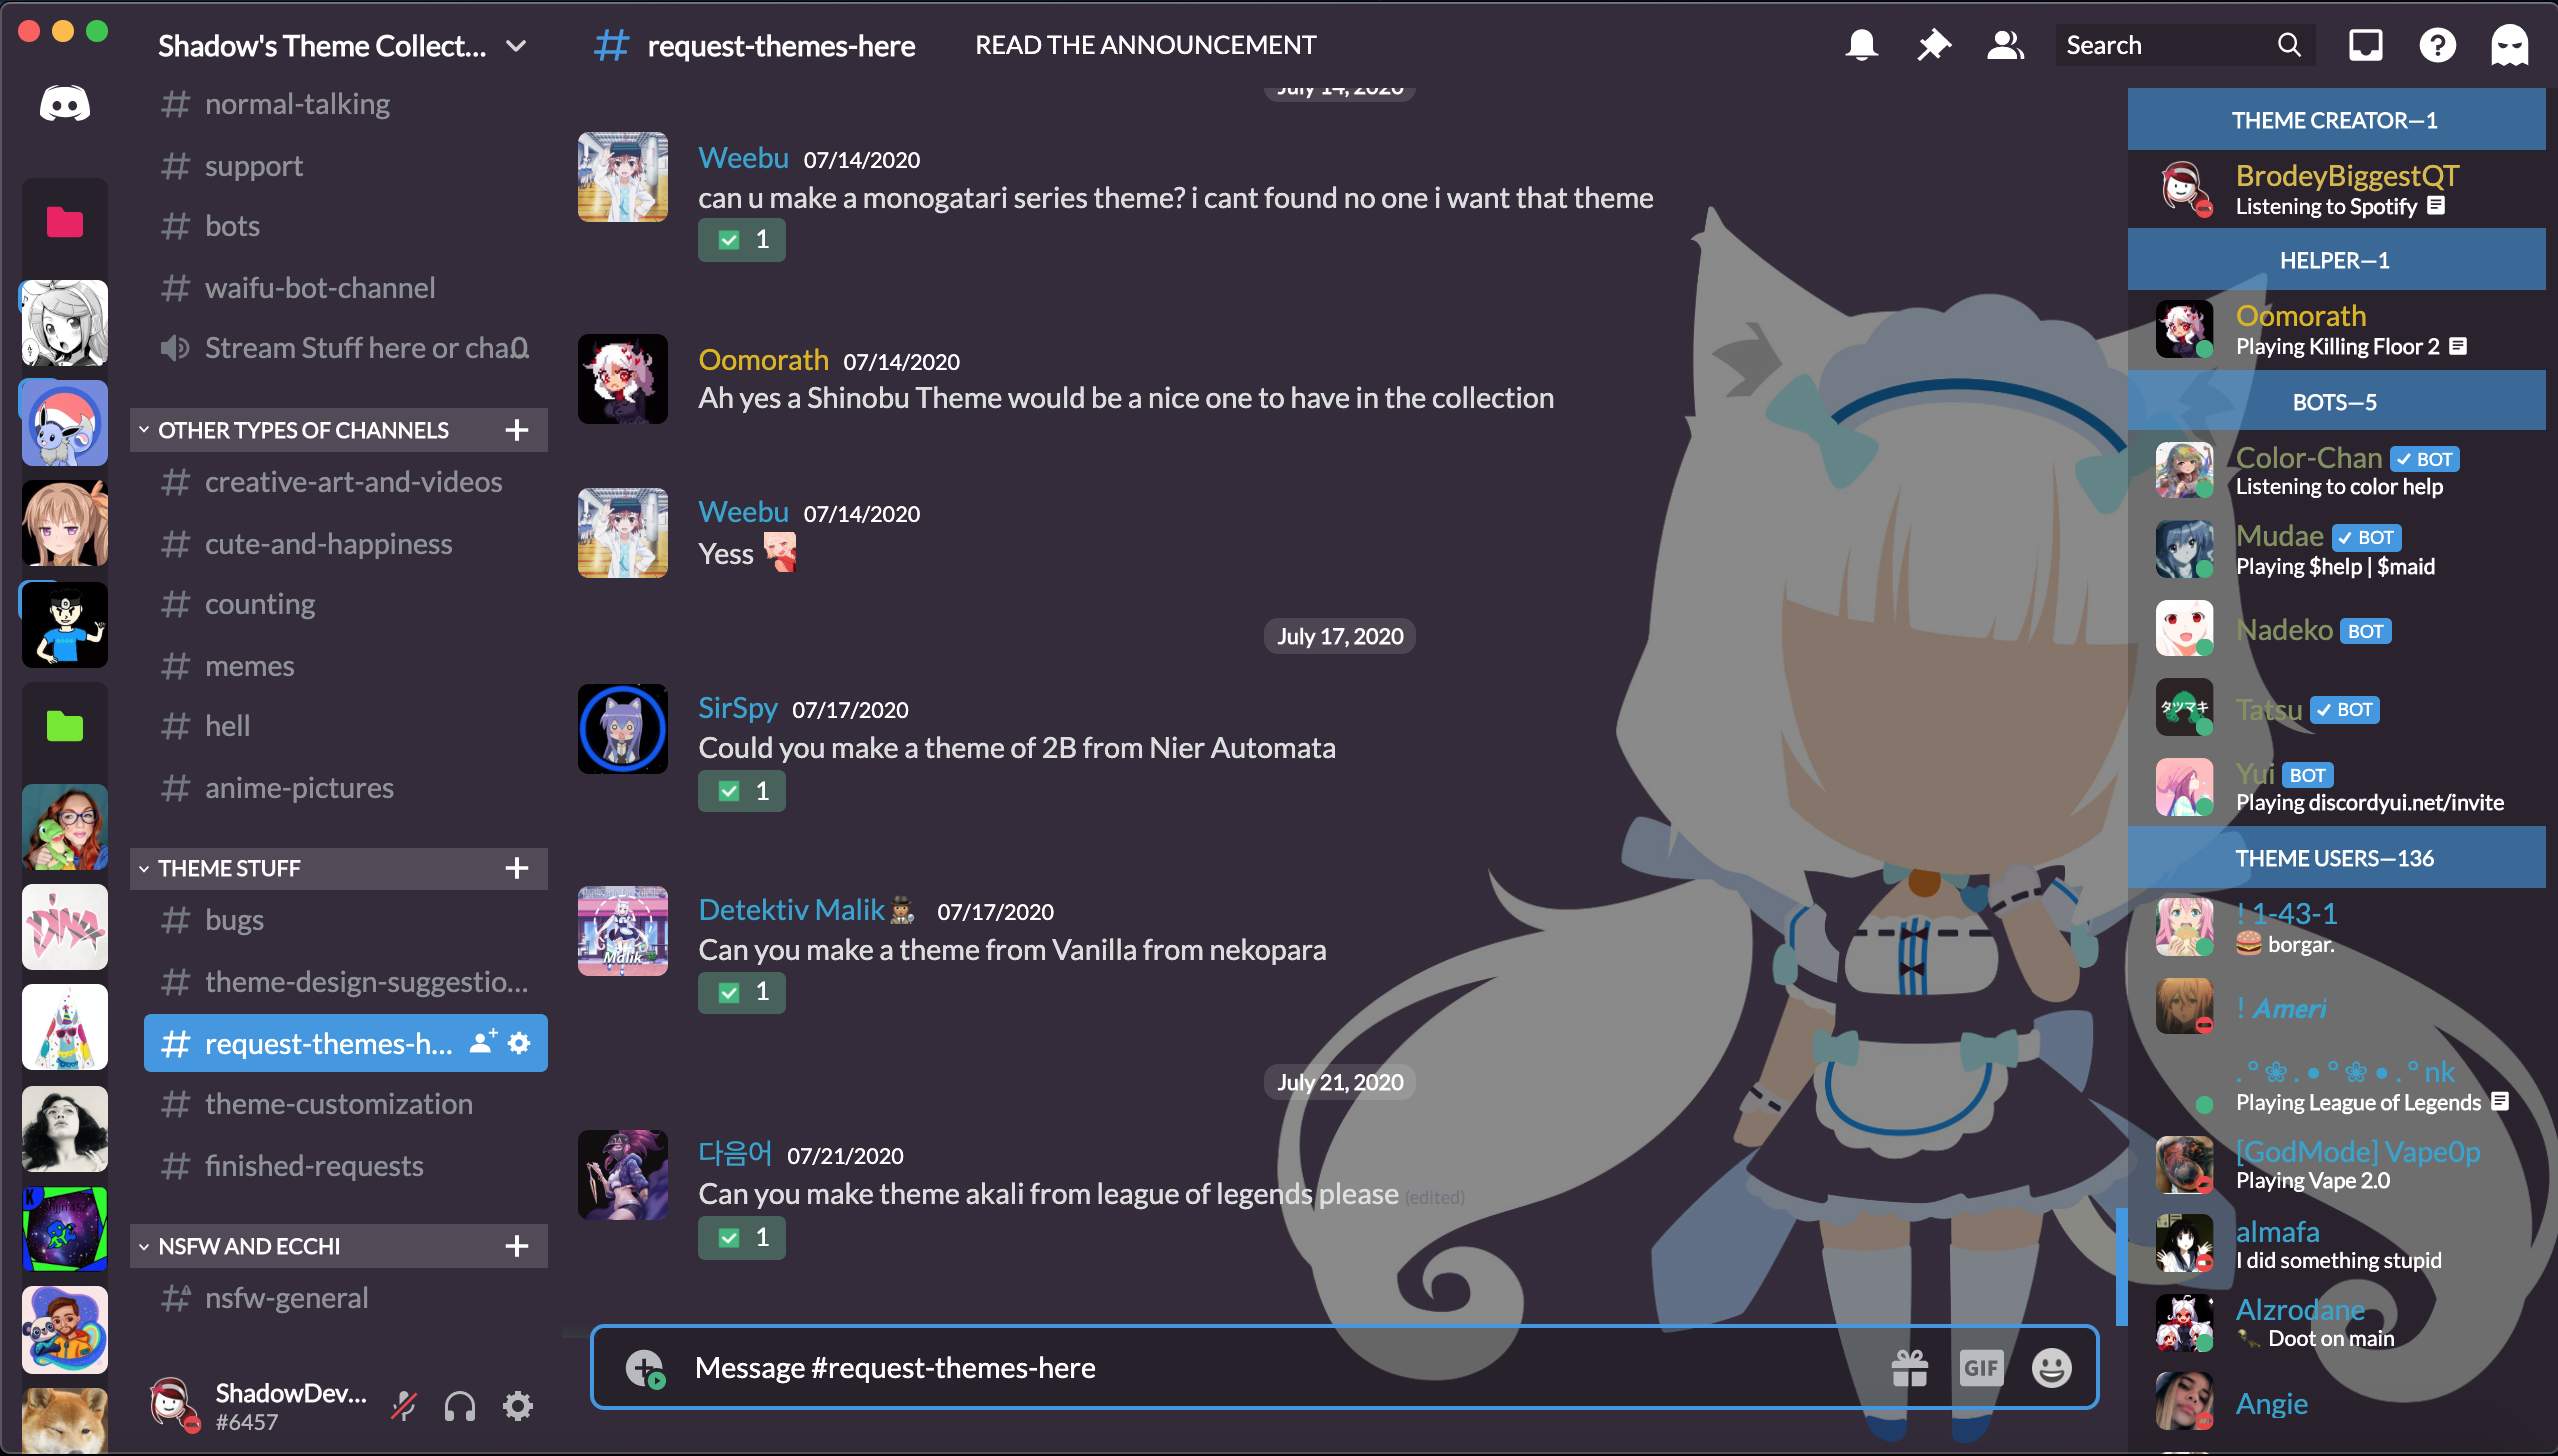 Shadow's Theme Collect...
# request-themes-here
READ THE ANNOUNCEMENT
Search
# normal-talking
# support
# bots
# waifu-bot-channel
Stream Stuff here or cha...
OTHER TYPES OF CHANNELS
# creative-art-and-videos
# cute-and-happiness
# counting
# memes
# hell
# anime-pictures
THEME STUFF
# bugs
# theme-design-suggestio...
# request-themes-h...
# theme-customization
# finished-requests
NSFW AND ECCHI
# nsfw-general
ShadowDev...
#6457
July 14, 2020
Weebu 07/14/2020
can u make a monogatari series theme? i cant found no one i want that theme
✅ 1
Oomorath 07/14/2020
Ah yes a Shinobu Theme would be a nice one to have in the collection
Weebu 07/14/2020
Yess
July 17, 2020
SirSpy 07/17/2020
Could you make a theme of 2B from Nier Automata
✅ 1
Detektiv Malik 07/17/2020
Can you make a theme from Vanilla from nekopara
✅ 1
Malik
July 21, 2020
다음어 07/21/2020
Can you make theme akali from league of legends please (edited)
✅ 1
Message #request-themes-here
GIF
THEME CREATOR—1
BrodeyBiggestQT
Listening to Spotify
HELPER—1
Oomorath
Playing Killing Floor 2
BOTS—5
Color-Chan ✓ BOT
Listening to color help
Mudae ✓ BOT
Playing $help | $maid
Nadeko BOT
タツマキ
Tatsu ✓ BOT
Yui BOT
Playing discordyui.net/invite
THEME USERS—136
! 1-43-1
🍔 borgar.
! Ameri
. ° ❀ . ● ° ❀ ● . ° nk
Playing League of Legends
[GodMode] Vape0p
Playing Vape 2.0
almafa
I did something stupid
Alzrodane
Doot on main
Angie